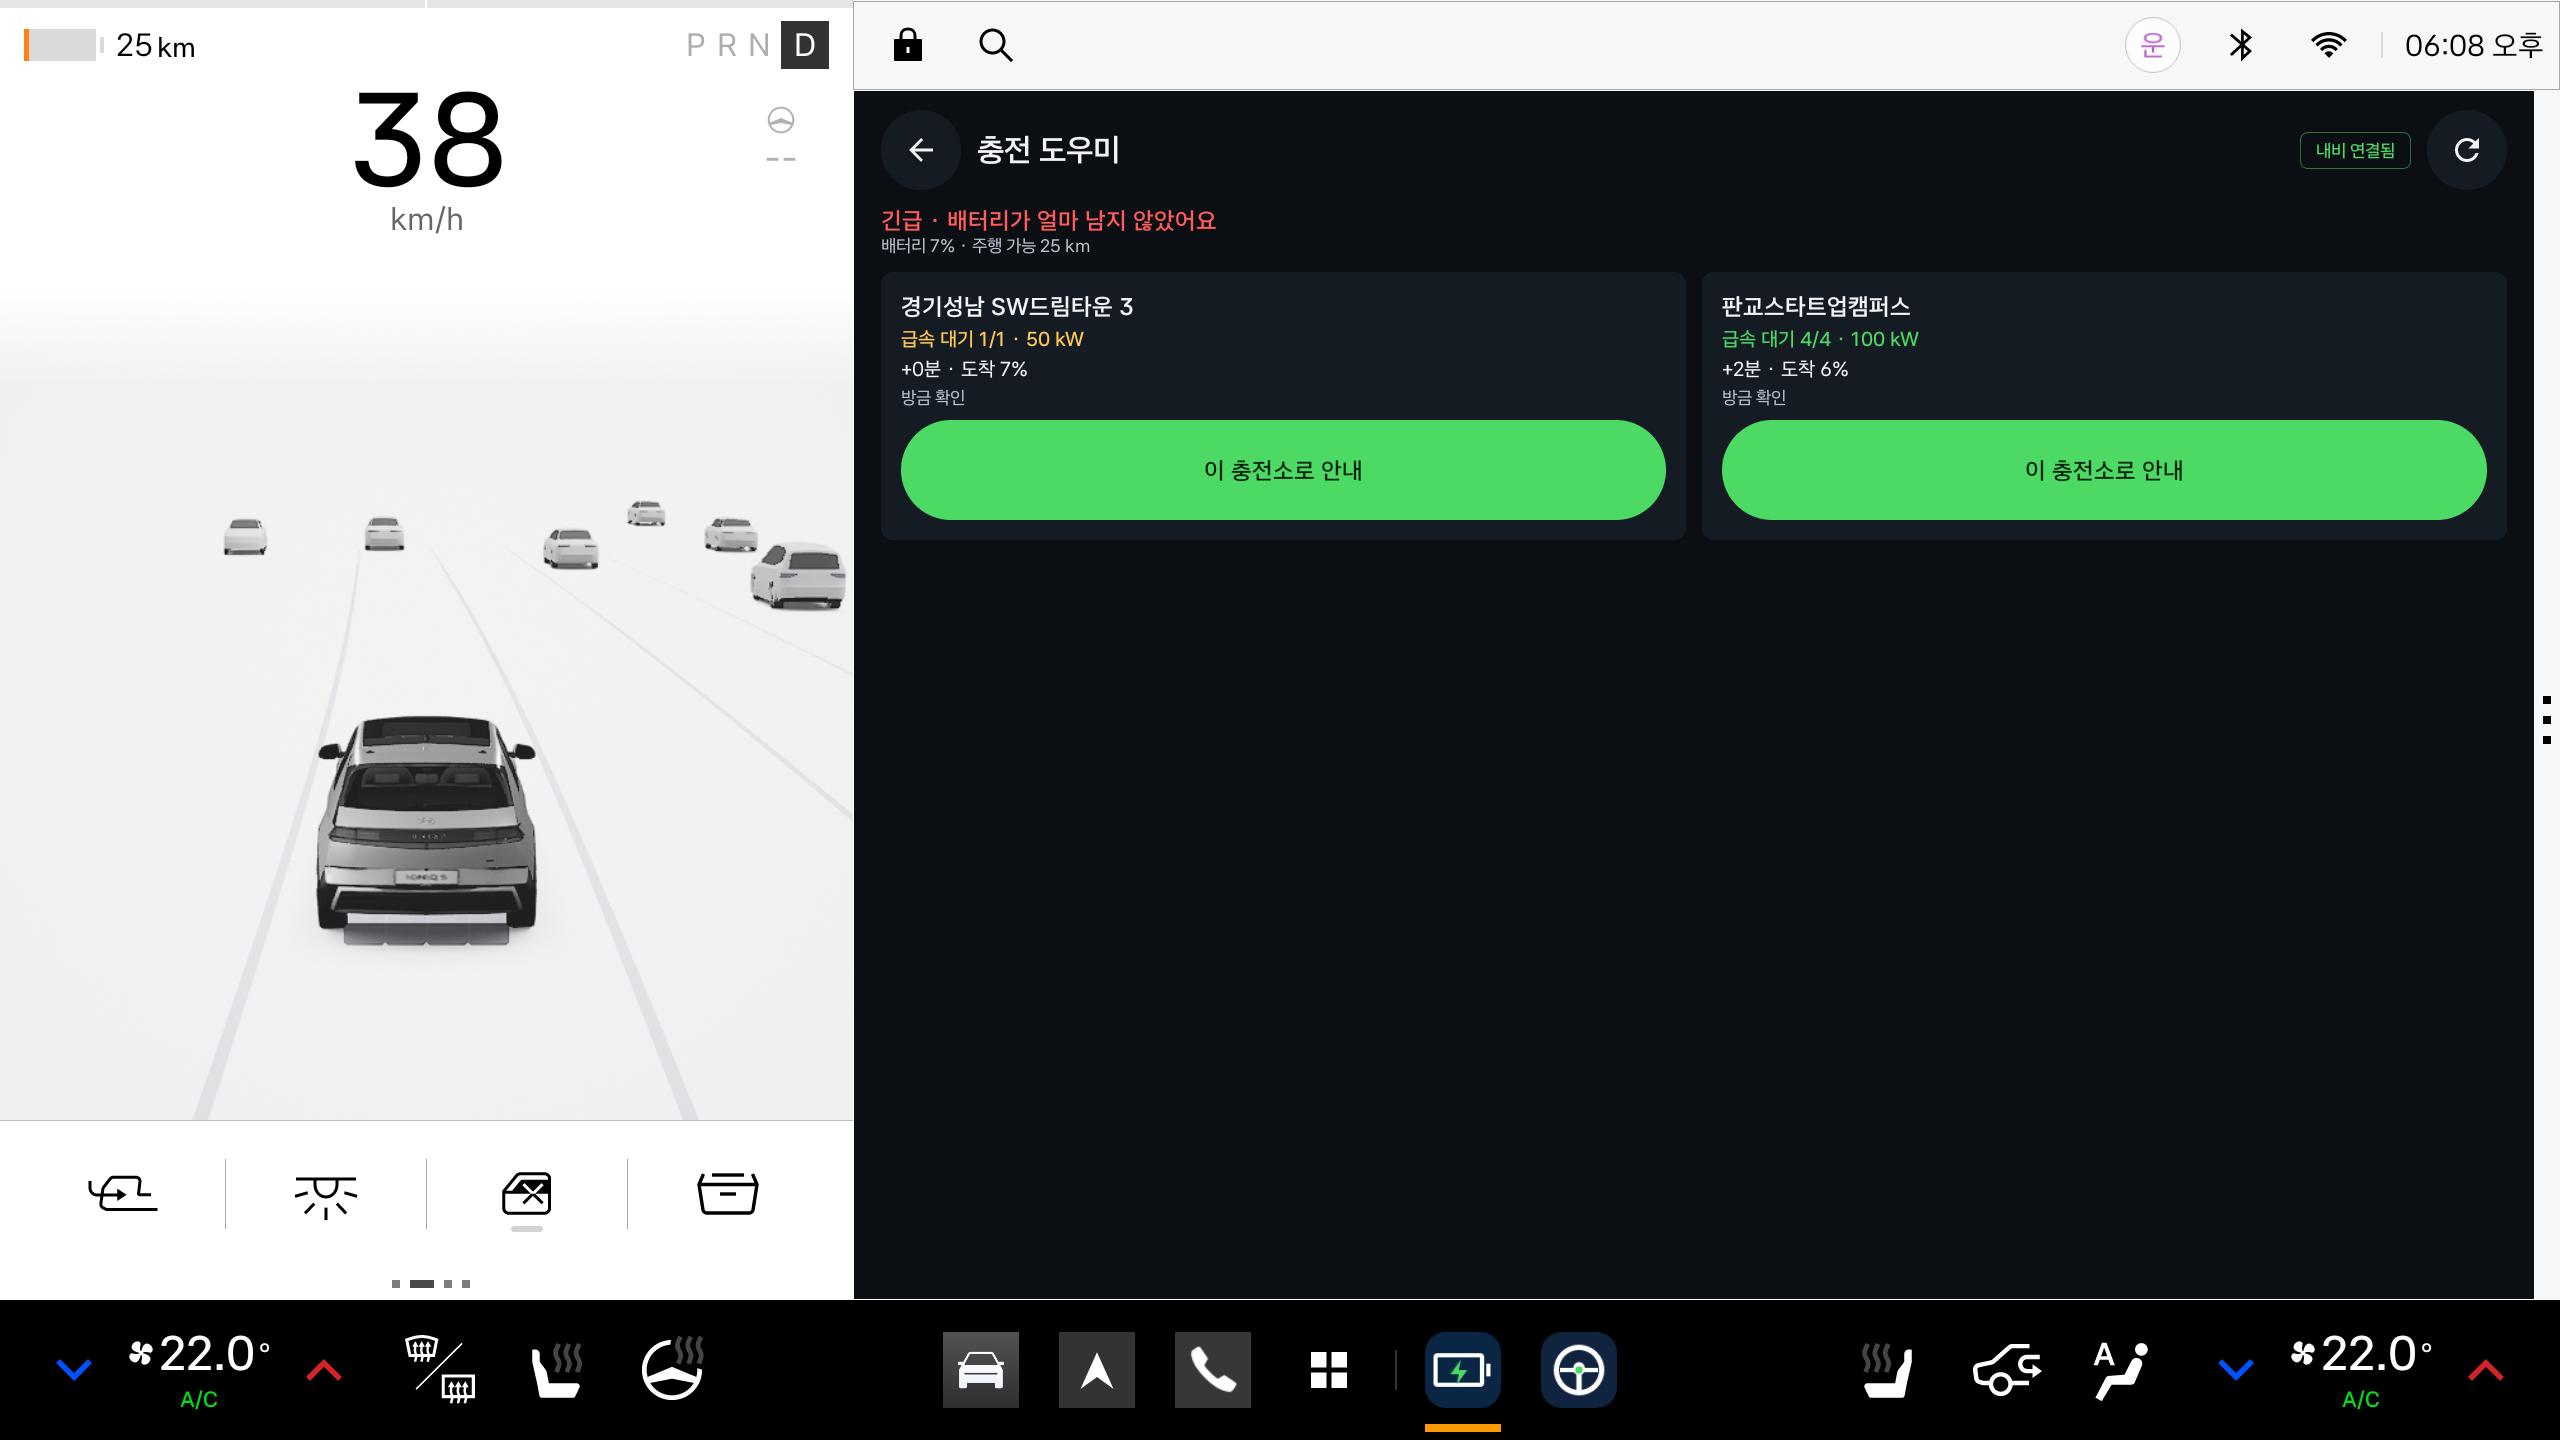 25 km
P R N D
38
km/h
--
운
06:08 오후
충전 도우미
내비 연결됨
긴급 · 배터리가 얼마 남지 않았어요
배터리 7% · 주행 가능 25 km
경기성남 SW드림타운 3
급속 대기 1/1 · 50 kW
+0분 · 도착 7%
방금 확인
이 충전소로 안내
판교스타트업캠퍼스
급속 대기 4/4 · 100 kW
+2분 · 도착 6%
방금 확인
이 충전소로 안내
IONIQ 5
22.0°
A/C
A
22.0°
A/C